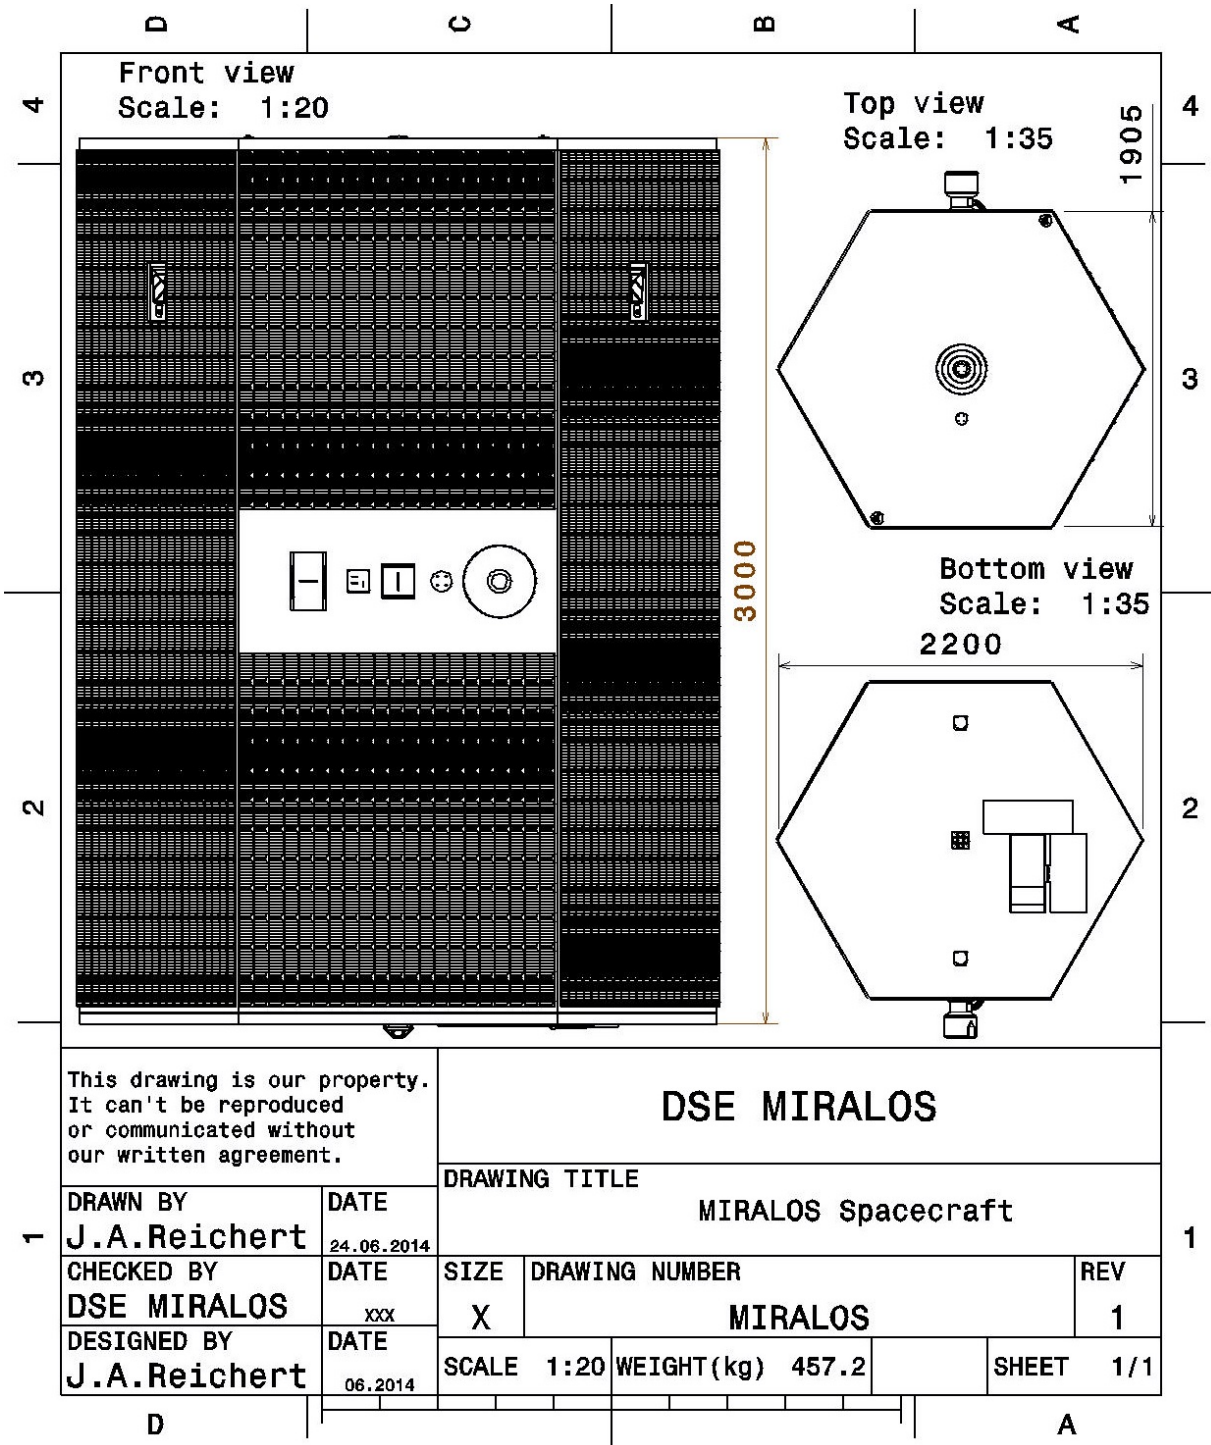 D C B A
Front view
Scale: 1:20
4
Top view
Scale: 1:35
1905
4
3
3
3000
Bottom view
Scale: 1:35
2200
2
2
This drawing is our property.
It can't be reproduced
or communicated without
our written agreement.
DSE MIRALOS
DRAWING TITLE
MIRALOS Spacecraft
DRAWN BY
J.A.Reichert
DATE
24.06.2014
1
1
CHECKED BY
DSE MIRALOS
DATE
XXX
SIZE
X
DRAWING NUMBER
MIRALOS
REV
1
DESIGNED BY
J.A.Reichert
DATE
06.2014
SCALE 1:20
WEIGHT(kg) 457.2
SHEET 1/1
D A